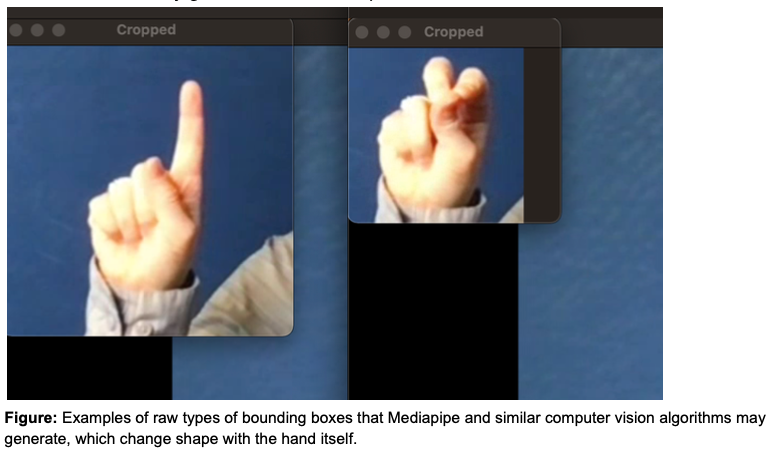 Cropped
Cropped
Figure: Examples of raw types of bounding boxes that Mediapipe and similar computer vision algorithms may
generate, which change shape with the hand itself.